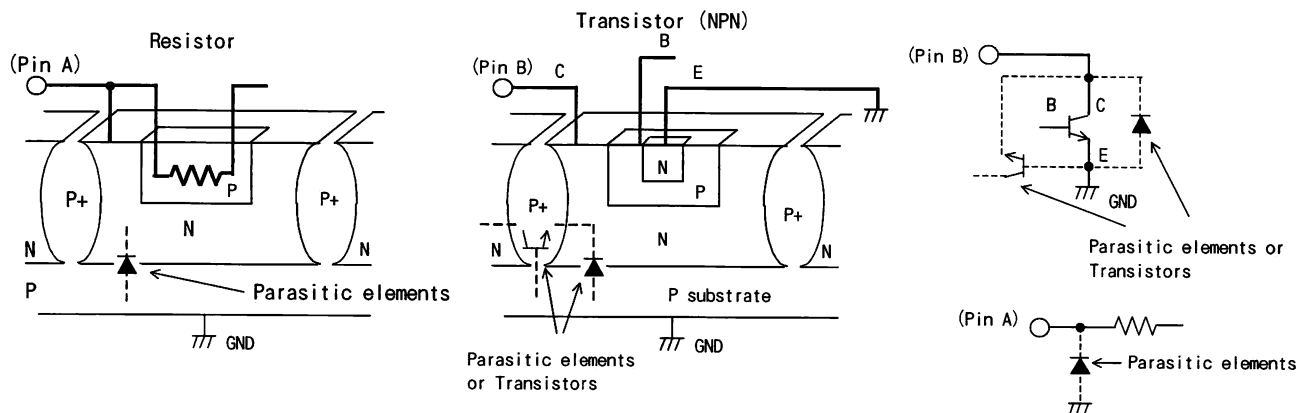 Resistor
(Pin A)
P+
N
P
P+
N
N
P
Parasitic elements
GND
Transistor (NPN)
(Pin B)
C
B
E
N
P
P+
N
P+
N
N
P substrate
GND
Parasitic elements
or Transistors
(Pin B)
B
C
E
GND
Parasitic elements or
Transistors
(Pin A)
Parasitic elements